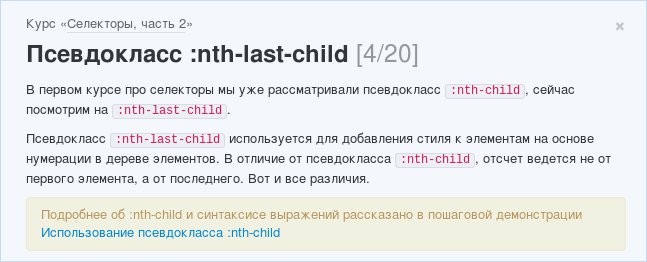 Курс «Селекторы, часть 2»
×
Псевдокласс :nth-last-child [4/20]
В первом курсе про селекторы мы уже рассматривали псевдокласс :nth-child, сейчас
посмотрим на :nth-last-child.
Псевдокласс :nth-last-child используется для добавления стиля к элементам на основе
нумерации в дереве элементов. В отличие от псевдокласса :nth-child, отсчет ведется не от
первого элемента, а от последнего. Вот и все различия.
Подробнее об :nth-child и синтаксисе выражений рассказано в пошаговой демонстрации
Использование псевдокласса :nth-child